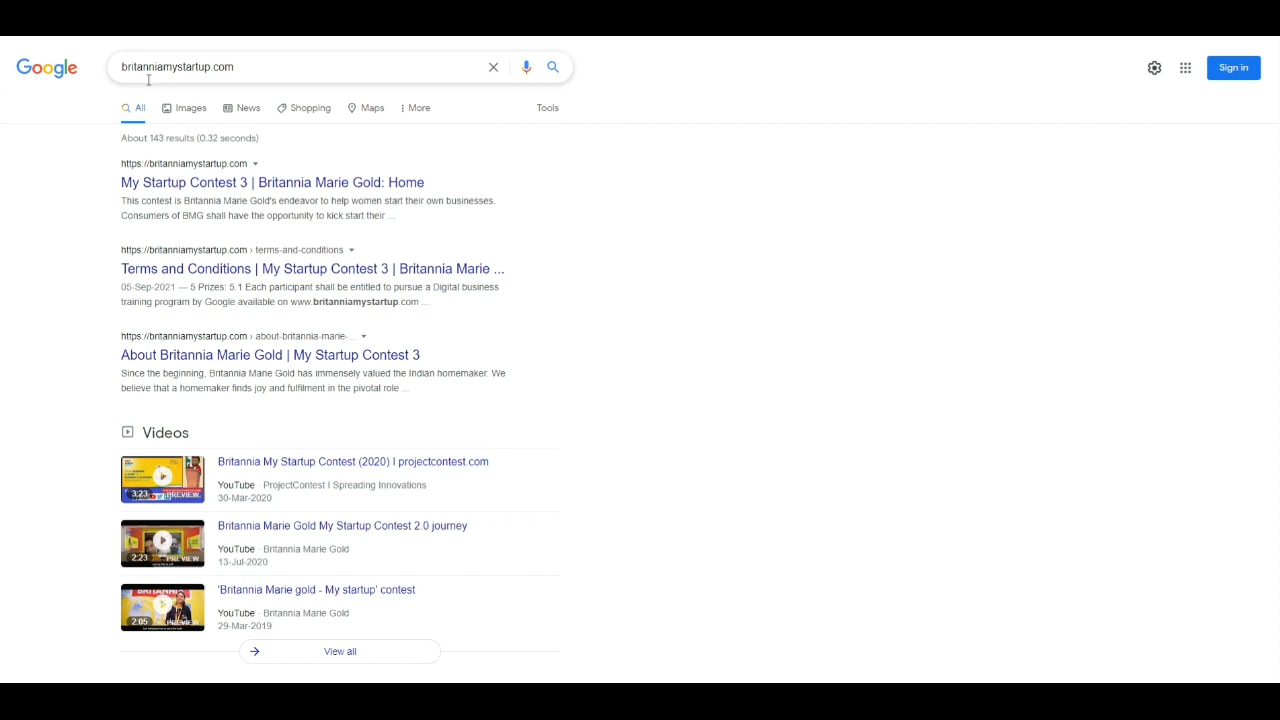 Google
britanniamystartup.com
Sign in
All Images News Shopping Maps More Tools
About 143 results (0.32 seconds)
https://britanniamystartup.com
My Startup Contest 3 | Britannia Marie Gold: Home
This contest is Britannia Marie Gold's endeavor to help women start their own businesses.
Consumers of BMG shall have the opportunity to kick start their ...
https://britanniamystartup.com › terms-and-conditions
Terms and Conditions | My Startup Contest 3 | Britannia Marie ...
05-Sep-2021 — 5 Prizes: 5.1 Each participant shall be entitled to pursue a Digital business
training program by Google available on www.britanniamystartup.com ...
https://britanniamystartup.com › about-britannia-marie-...
About Britannia Marie Gold | My Startup Contest 3
Since the beginning, Britannia Marie Gold has immensely valued the Indian homemaker. We
believe that a homemaker finds joy and fulfilment in the pivotal role ...
Videos
Britannia My Startup Contest (2020) I projectcontest.com
3:23 PREVIEW
YouTube · ProjectContest I Spreading Innovations
30-Mar-2020
Britannia Marie Gold My Startup Contest 2.0 journey
2:23 PREVIEW
YouTube · Britannia Marie Gold
13-Jul-2020
'Britannia Marie gold - My startup' contest
2:05 PREVIEW
YouTube · Britannia Marie Gold
29-Mar-2019
View all